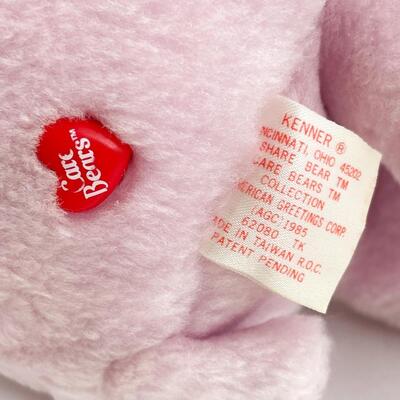 Care
Bears™
KENNER ®
CINCINNATI, OHIO 45202
SHARE BEAR TM
CARE BEARS TM
COLLECTION
AMERICAN GREETINGS CORP.
(AGC) 1985
62080 TK
MADE IN TAIWAN R.O.C.
PATENT PENDING